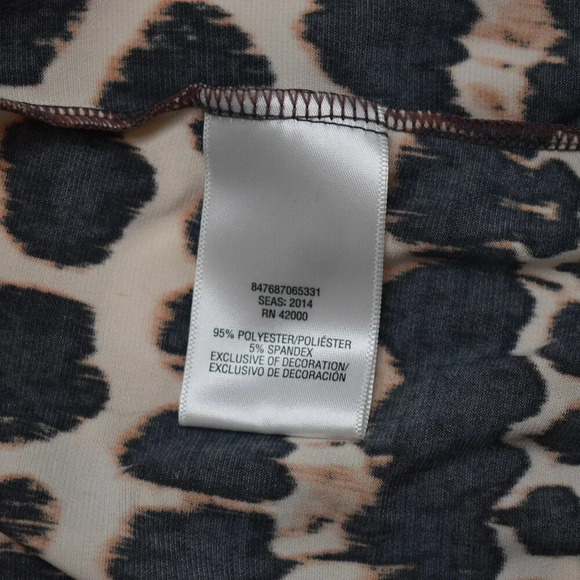 847687065331
SEAS: 2014
RN 42000
95% POLYESTER/POLIÉSTER
5% SPANDEX
EXCLUSIVE OF DECORATION/
EXCLUSIVO DE DECORACIÓN